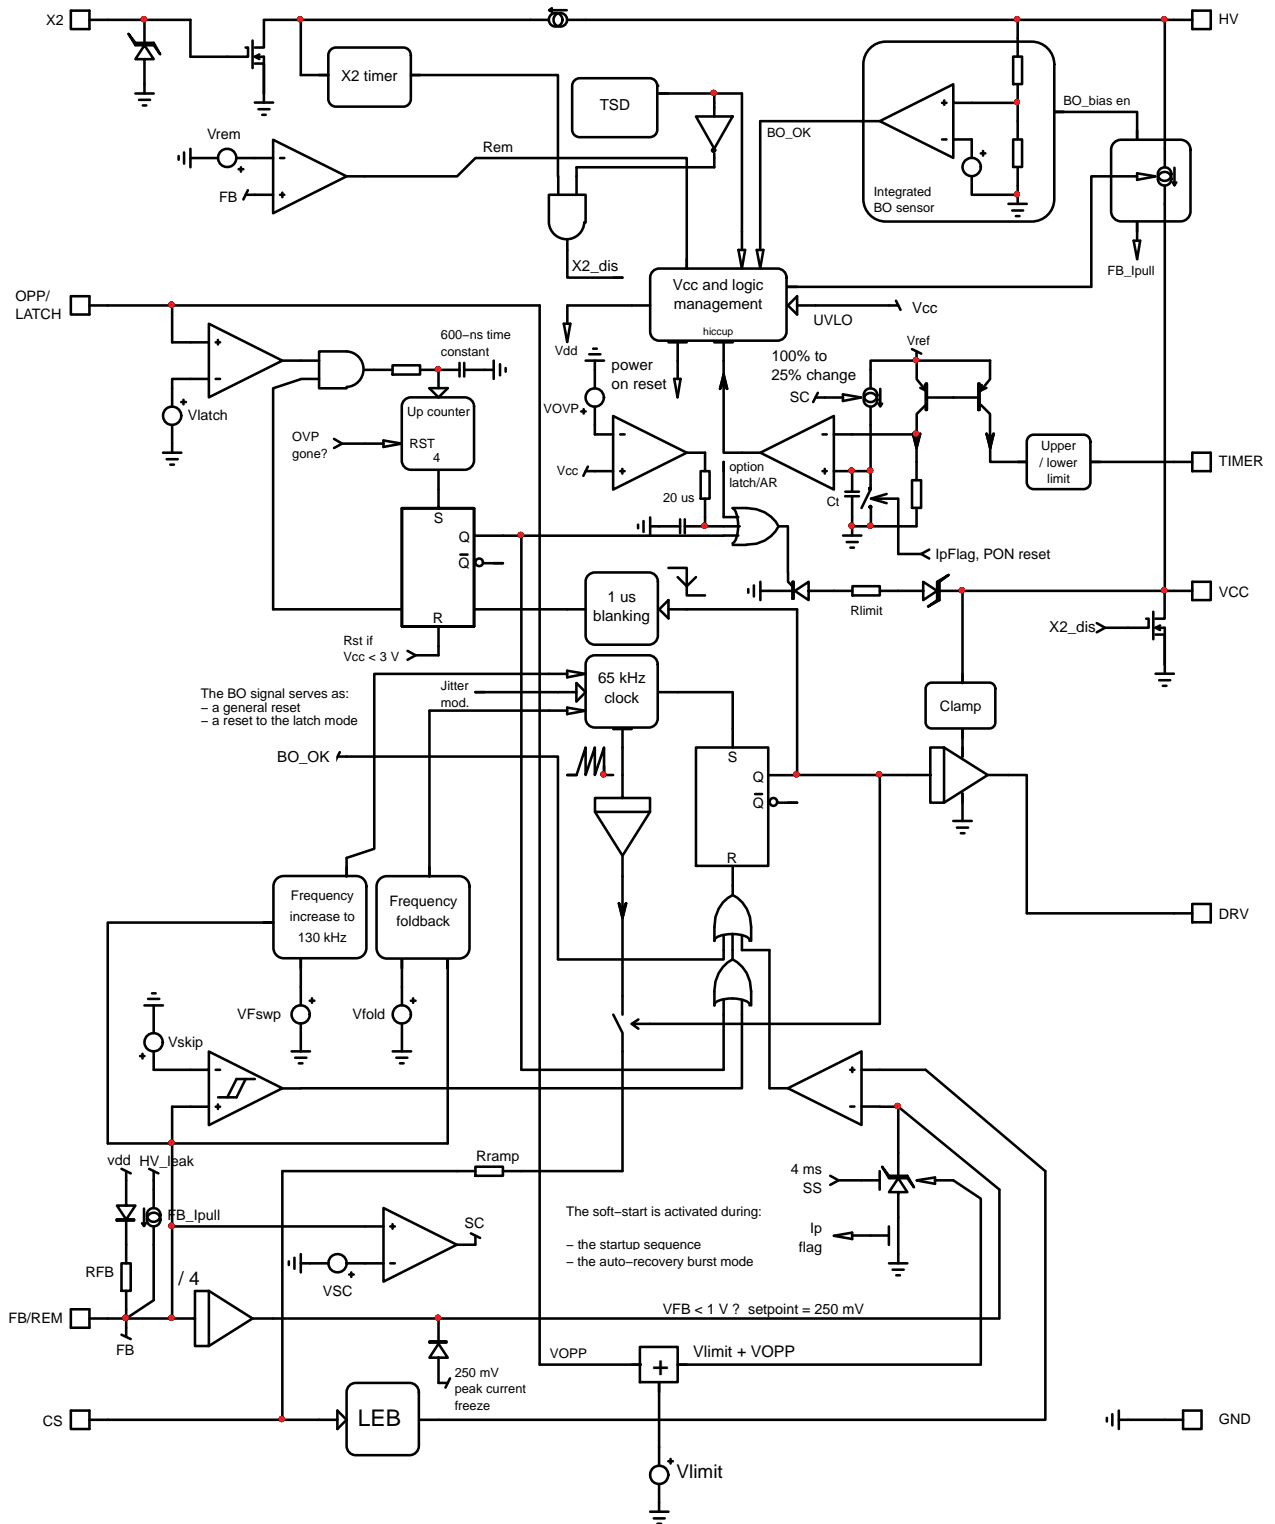 X2
HV
X2 timer
TSD
+
BO_bias en
BO_OK
Vrem
−
+
−
+
Rem
FB
+
Integrated
BO sensor
FB_Ipull
X2_dis
OPP/
LATCH
Vcc and logic
management
hiccup
Vcc
UVLO
Vdd
600−ns time
constant
+
−
+
Vlatch
power
on reset
100% to
25% change
SC
Vref
VOVP
+
Up counter
RST
4
OVP
gone?
−
+
Vcc
−
+
option
latch/AR
20 us
Ct
Upper
/ lower
limit
TIMER
IpFlag, PON reset
S
Q
Q
R
1 us
blanking
Rlimit
VCC
X2_dis
Rst if
Vcc < 3 V
65 kHz
clock
Jitter
mod.
The BO signal serves as:
− a general reset
− a reset to the latch mode
Clamp
BO_OK
S
Q
Q
R
Frequency
increase to
130 kHz
Frequency
foldback
DRV
VFswp
+
Vfold
+
Vskip
+
−
+
+
−
vdd
HV_leak
Rramp
4 ms
SS
FB_Ipull
+
−
SC
The soft−start is activated during:
− the startup sequence
− the auto−recovery burst mode
Ip
flag
RFB
VSC
+
/ 4
FB/REM
VFB < 1 V ? setpoint = 250 mV
FB
VOPP
+
Vlimit + VOPP
250 mV
peak current
freeze
CS
LEB
GND
+
Vlimit